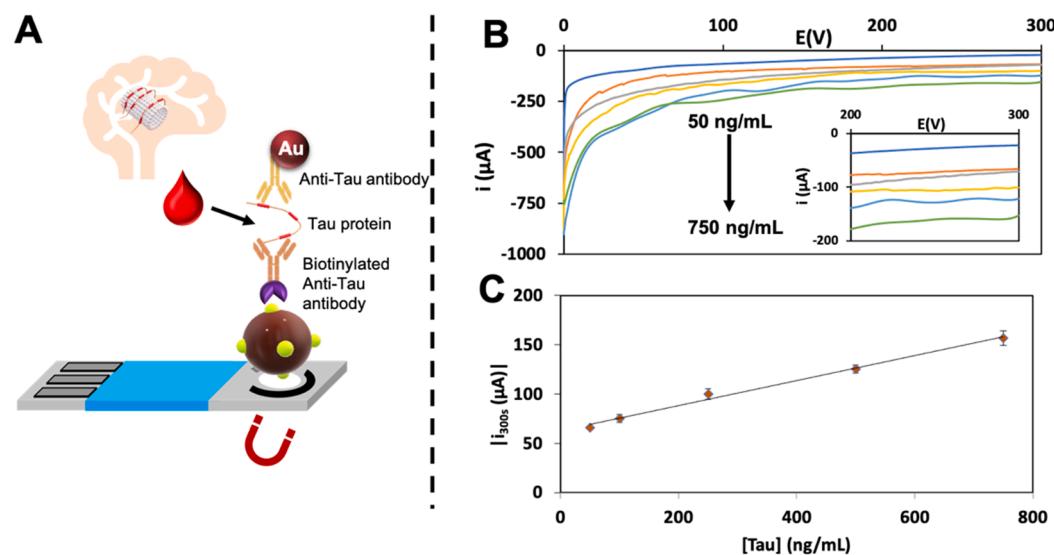 A
Au
Anti-Tau antibody
Tau protein
Biotinylated
Anti-Tau
antibody
B
0 100 200 300
E(V)
0
-250
-500
-750
-1000
i (µA)
50 ng/mL
750 ng/mL
E(V)
200 300
0
-100
-200
i (µA)
C
200
150
100
50
0
|i300s (µA)|
0 200 400 600 800
[Tau] (ng/mL)